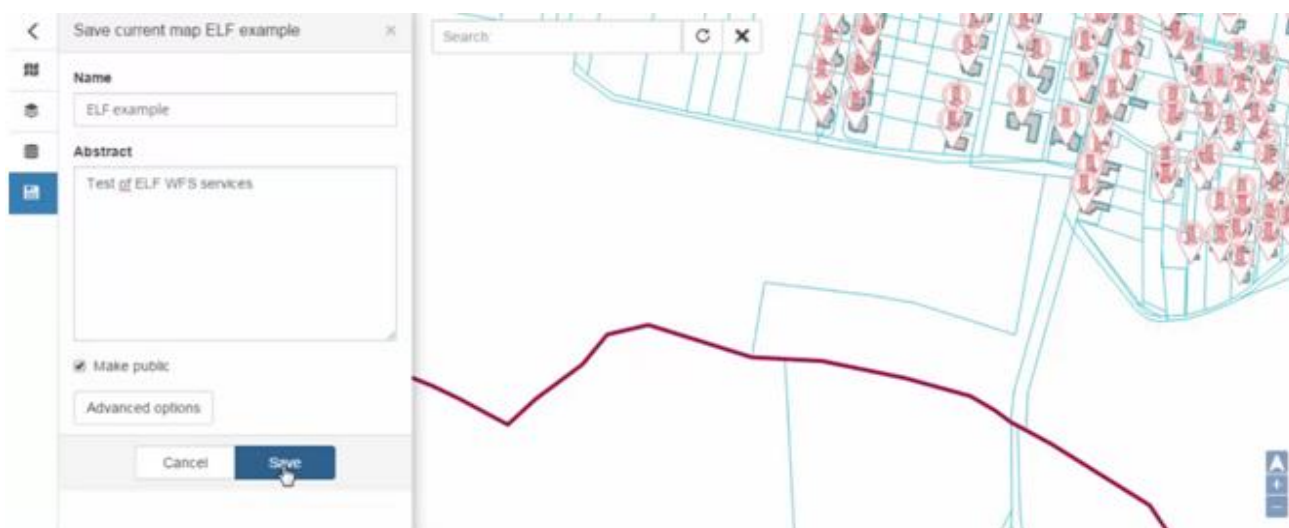 Save current map ELF example
×
Search:
Name
ELF example
Abstract
Test of ELF WFS services
Make public
Advanced options
Cancel
Save
+
−